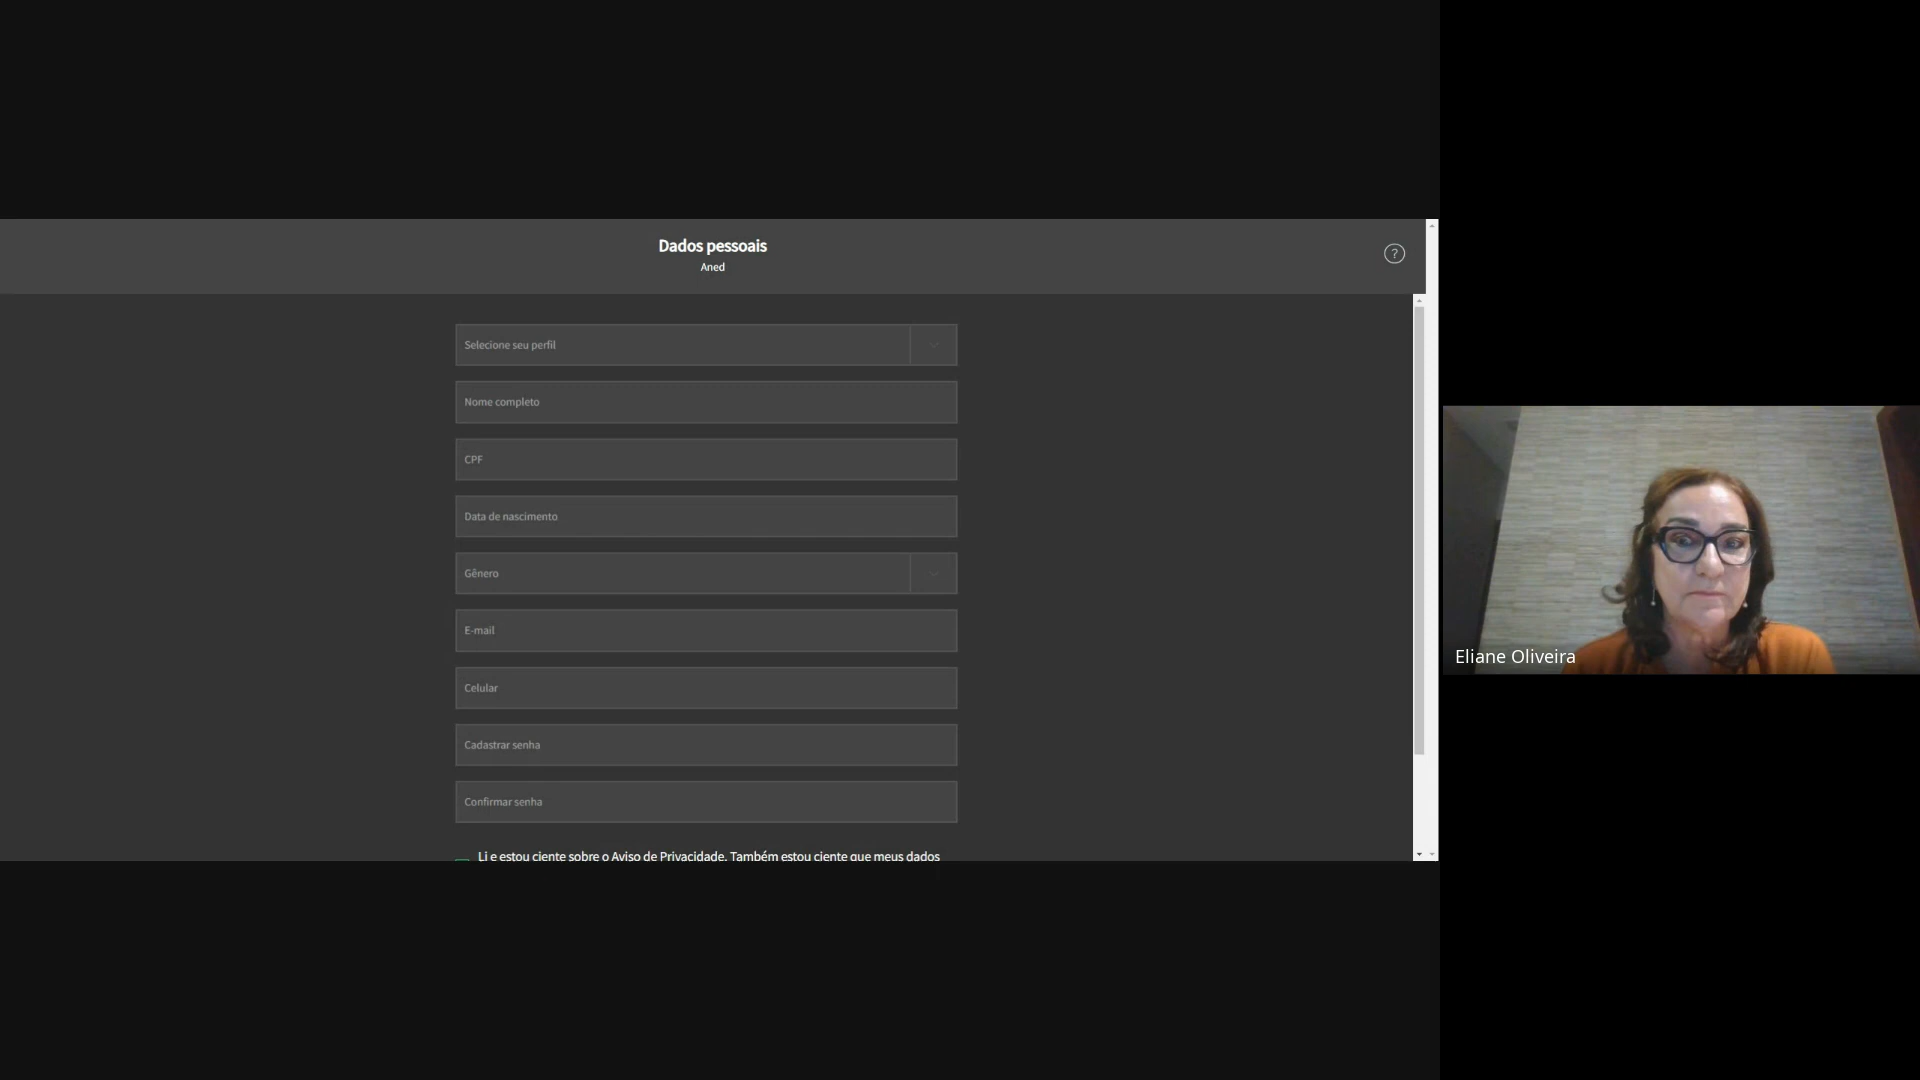 Dados pessoais
Aned
?
Selecione seu perfil
Nome completo
CPF
Data de nascimento
Gênero
E-mail
Celular
Cadastrar senha
Confirmar senha
Li e estou ciente sobre o Aviso de Privacidade. Também estou ciente que meus dados
Eliane Oliveira